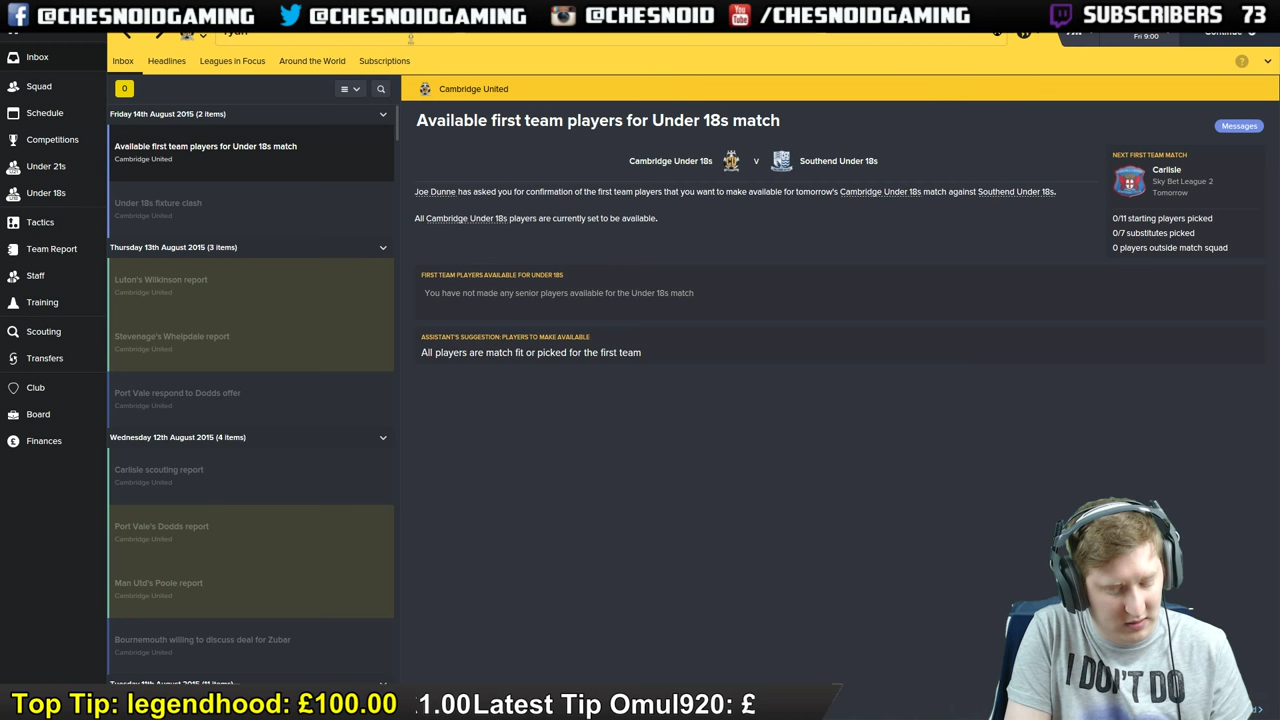 @CHESNOIDGAMING @CHESNOIDGAMING @CHESNOID /CHESNOIDGAMING SUBSCRIBERS 73
Fri 9:00
Inbox
Squad
Schedule
Competitions
Under 21s
Under 18s
Tactics
Team Report
Staff
Training
Scouting
Transfers
Club
Board
Finances
Inbox Headlines Leagues in Focus Around the World Subscriptions
0
Friday 14th August 2015 (2 items)
Available first team players for Under 18s match
Cambridge United
Under 18s fixture clash
Cambridge United
Thursday 13th August 2015 (3 items)
Luton's Wilkinson report
Cambridge United
Stevenage's Whelpdale report
Cambridge United
Port Vale respond to Dodds offer
Cambridge United
Wednesday 12th August 2015 (4 items)
Carlisle scouting report
Cambridge United
Port Vale's Dodds report
Cambridge United
Man Utd's Poole report
Cambridge United
Bournemouth willing to discuss deal for Zubar
Cambridge United
Tuesday 11th August 2015 (11 items)
Cambridge United
Available first team players for Under 18s match
Messages
Cambridge Under 18s v Southend Under 18s
Joe Dunne has asked you for confirmation of the first team players that you want to make available for tomorrow's Cambridge Under 18s match against Southend Under 18s.
All Cambridge Under 18s players are currently set to be available.
FIRST TEAM PLAYERS AVAILABLE FOR UNDER 18S
You have not made any senior players available for the Under 18s match
ASSISTANT'S SUGGESTION: PLAYERS TO MAKE AVAILABLE
All players are match fit or picked for the first team
NEXT FIRST TEAM MATCH
Carlisle
Sky Bet League 2
Tomorrow
0/11 starting players picked
0/7 substitutes picked
0 players outside match squad
I DON'T DO
Top Tip: legendhood: £100.00 1.00Latest Tip Omul920: £